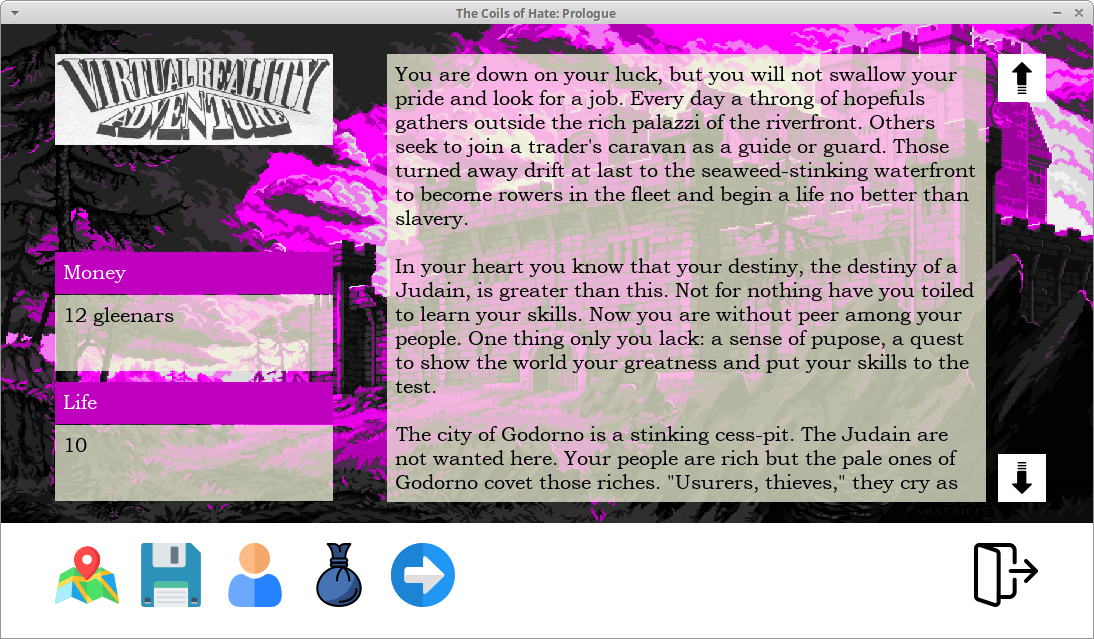 The Coils of Hate: Prologue
VIRTUAL REALITY
ADVENTURE
Money
12 gleenars
Life
10
You are down on your luck, but you will not swallow your
pride and look for a job. Every day a throng of hopefuls
gathers outside the rich palazzi of the riverfront. Others
seek to join a trader's caravan as a guide or guard. Those
turned away drift at last to the seaweed-stinking waterfront
to become rowers in the fleet and begin a life no better than
slavery.
In your heart you know that your destiny, the destiny of a
Judain, is greater than this. Not for nothing have you toiled
to learn your skills. Now you are without peer among your
people. One thing only you lack: a sense of pupose, a quest
to show the world your greatness and put your skills to the
test.
The city of Godorno is a stinking cess-pit. The Judain are
not wanted here. Your people are rich but the pale ones of
Godorno covet those riches. "Usurers, thieves," they cry as